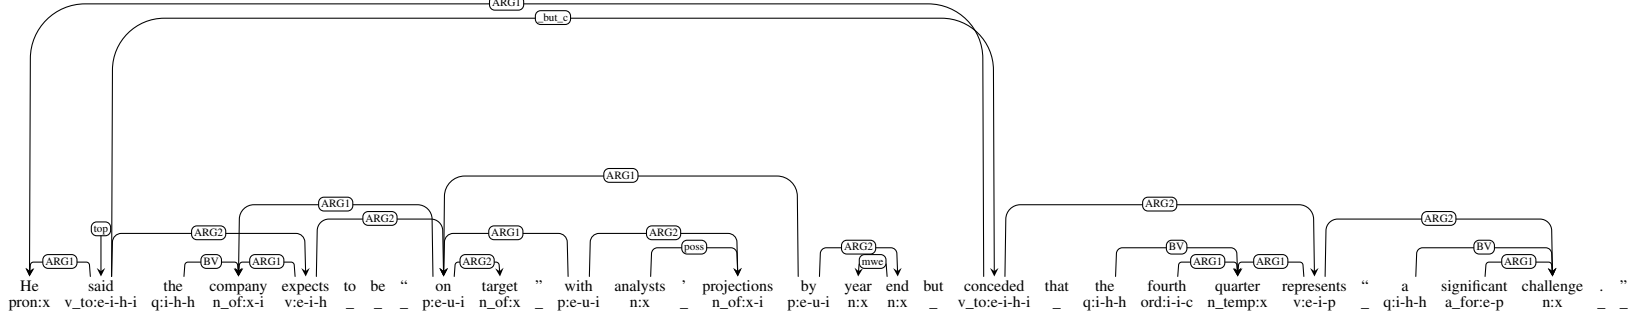 ARG1
_but_c
ARG1
ARG1 ARG2
top ARG2 ARG1 ARG2 ARG2
poss ARG2 BV BV
ARG1 BV ARG1 ARG2 mwe ARG1 ARG1 ARG1
He said the company expects to be “ on target ” with analysts ’ projections by year end but conceded that the fourth quarter represents “ a significant challenge . ”
pron:x v_to:e-i-h-i q:i-h-h n_of:x-i v:e-i-h _ _ _ p:e-u-i n_of:x _ p:e-u-i n:x _ n_of:x-i p:e-u-i n:x n:x _ v_to:e-i-h-i _ q:i-h-h ord:i-i-c n_temp:x v:e-i-p _ q:i-h-h a_for:e-p n:x _ _